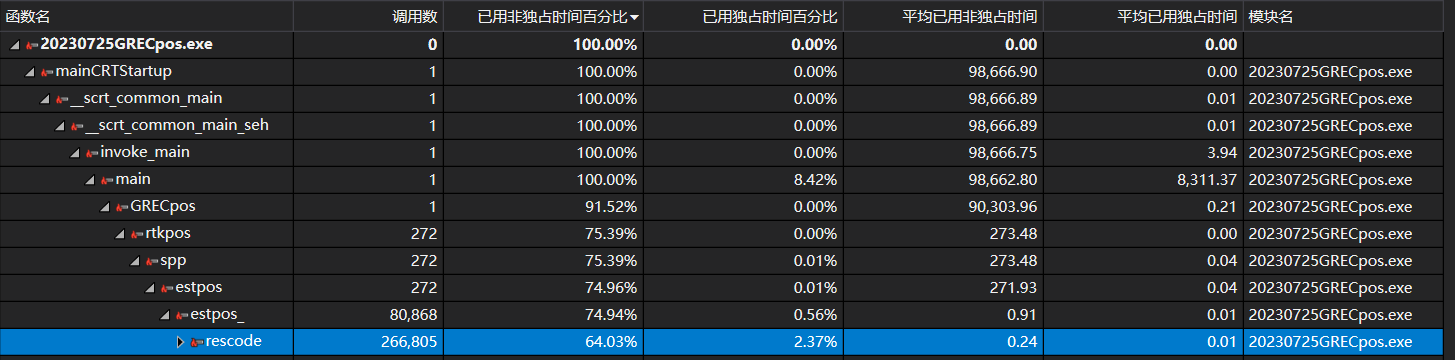 函数名 调用数 已用非独占时间百分比 已用独占时间百分比 平均已用非独占时间 平均已用独占时间 模块名
20230725GRECpos.exe 0 100.00% 0.00% 0.00 0.00
mainCRTStartup 1 100.00% 0.00% 98,666.90 0.00 20230725GRECpos.exe
__scrt_common_main 1 100.00% 0.00% 98,666.89 0.01 20230725GRECpos.exe
__scrt_common_main_seh 1 100.00% 0.00% 98,666.89 0.01 20230725GRECpos.exe
invoke_main 1 100.00% 0.00% 98,666.75 3.94 20230725GRECpos.exe
main 1 100.00% 8.42% 98,662.80 8,311.37 20230725GRECpos.exe
GRECpos 1 91.52% 0.00% 90,303.96 0.21 20230725GRECpos.exe
rtkpos 272 75.39% 0.00% 273.48 0.00 20230725GRECpos.exe
spp 272 75.39% 0.01% 273.48 0.04 20230725GRECpos.exe
estpos 272 74.96% 0.01% 271.93 0.04 20230725GRECpos.exe
estpos_ 80,868 74.94% 0.56% 0.91 0.01 20230725GRECpos.exe
rescode 266,805 64.03% 2.37% 0.24 0.01 20230725GRECpos.exe